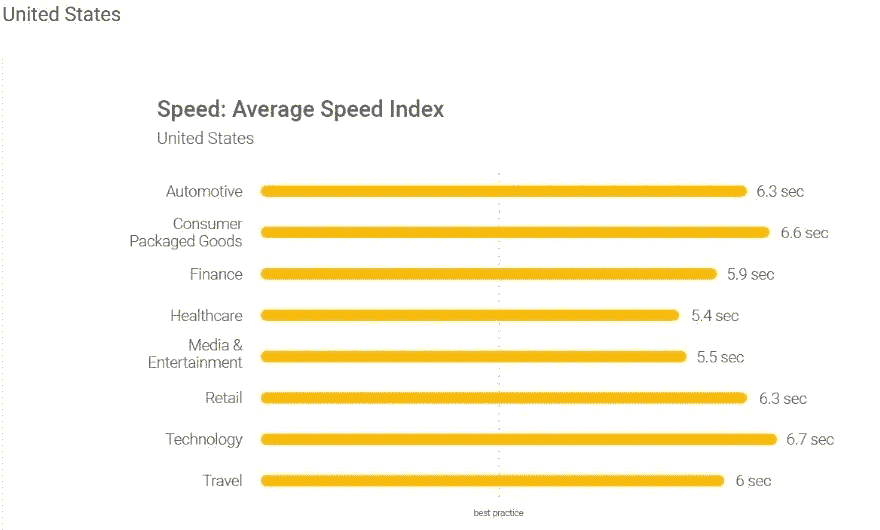 United States
Speed: Average Speed Index
United States
Automotive 6.3 sec
Consumer
Packaged Goods 6.6 sec
Finance 5.9 sec
Healthcare 5.4 sec
Media &
Entertainment 5.5 sec
Retail 6.3 sec
Technology 6.7 sec
Travel 6 sec
best practice